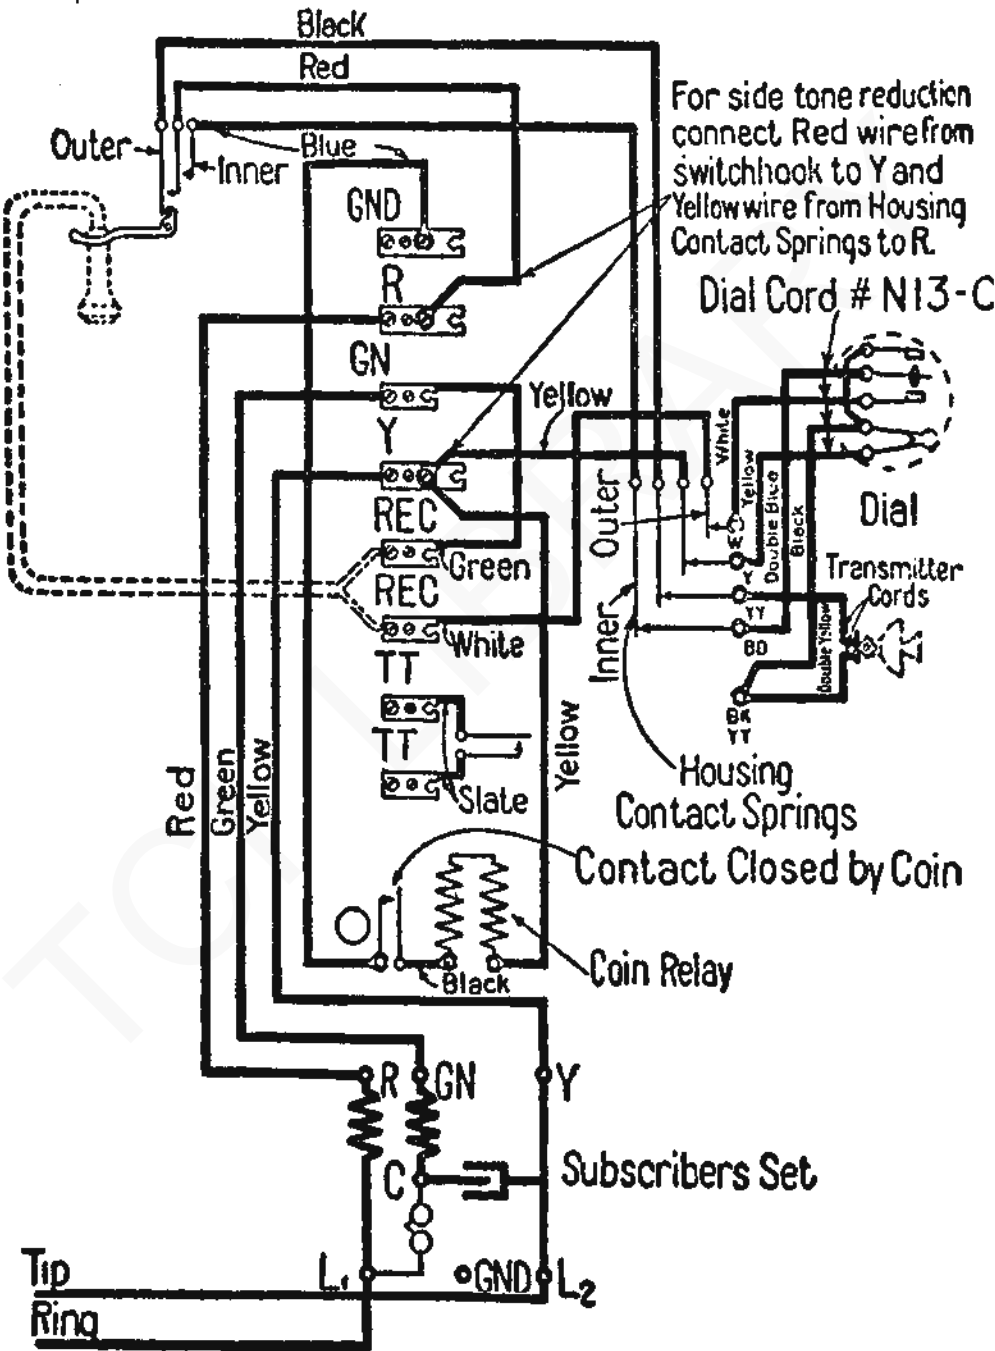 Black
Red
Outer
Blue
Inner
For side tone reduction
connect Red wire from
switchhook to Y and
Yellow wire from Housing
Contact Springs to R.
GND
R
Dial Cord # N13-C
GN
Yellow
Y
White
Yellow
Double Blue
Black
Outer
Dial
REC
Green
W
Y
REC
YY
Transmitter
Cords
White
Inner
BD
Double Yellow
TT
BK
YY
TT
Slate
Red
Green
Yellow
Yellow
Housing
Contact Springs
Contact Closed by Coin
Coin Relay
Black
R
GN
Y
C
Subscribers Set
Tip
L1
GND
L2
Ring